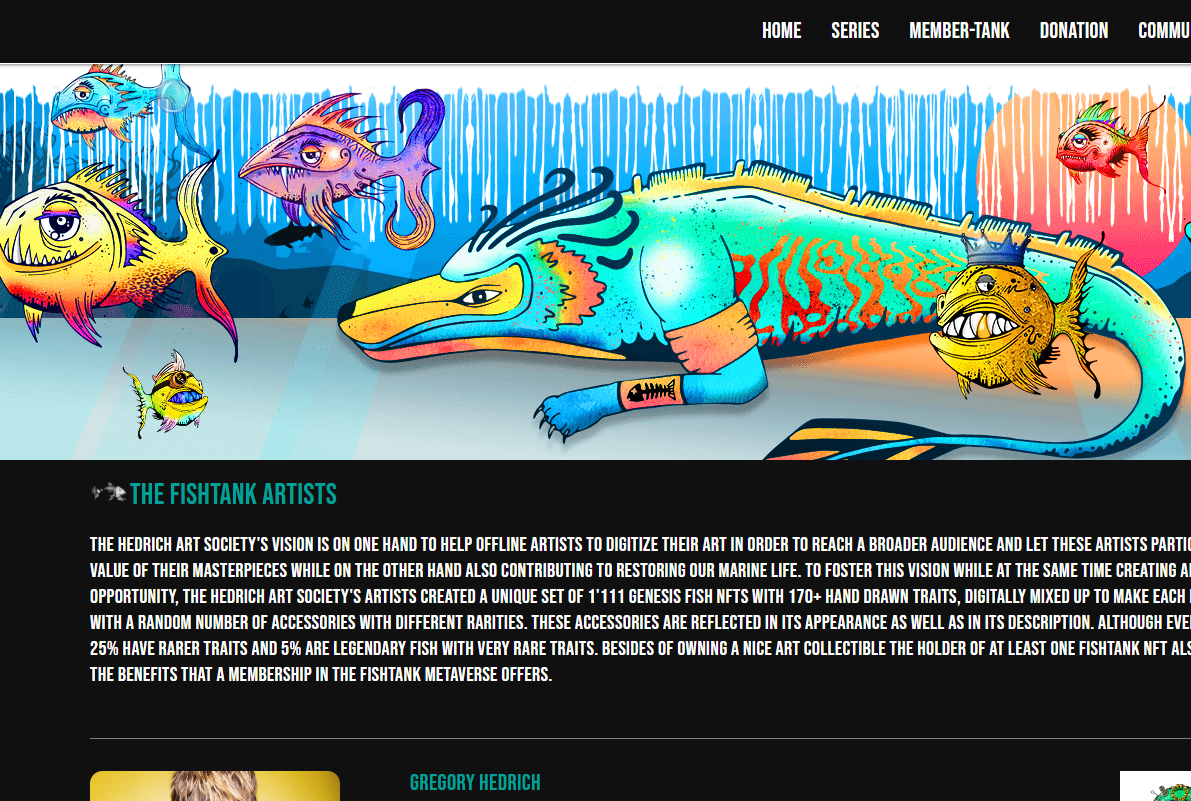 HOME SERIES MEMBER-TANK DONATION COMMU
THE FISHTANK ARTISTS
THE HEDRICH ART SOCIETY'S VISION IS ON ONE HAND TO HELP OFFLINE ARTISTS TO DIGITIZE THEIR ART IN ORDER TO REACH A BROADER AUDIENCE AND LET THESE ARTISTS PARTIC
VALUE OF THEIR MASTERPIECES WHILE ON THE OTHER HAND ALSO CONTRIBUTING TO RESTORING OUR MARINE LIFE. TO FOSTER THIS VISION WHILE AT THE SAME TIME CREATING
OPPORTUNITY, THE HEDRICH ART SOCIETY'S ARTISTS CREATED A UNIQUE SET OF 1'111 GENESIS FISH NFTS WITH 170+ HAND DRAWN TRAITS, DIGITALLY MIXED UP TO MAKE EACH
WITH A RANDOM NUMBER OF ACCESSORIES WITH DIFFERENT RARITIES. THESE ACCESSORIES ARE REFLECTED IN ITS APPEARANCE AS WELL AS IN ITS DESCRIPTION. ALTHOUGH EVE
25% HAVE RARER TRAITS AND 5% ARE LEGENDARY FISH WITH VERY RARE TRAITS. BESIDES OF OWNING A NICE ART COLLECTIBLE THE HOLDER OF AT LEAST ONE FISHTANK NFT ALS
THE BENEFITS THAT A MEMBERSHIP IN THE FISHTANK METAVERSE OFFERS.
GREGORY HEDRICH